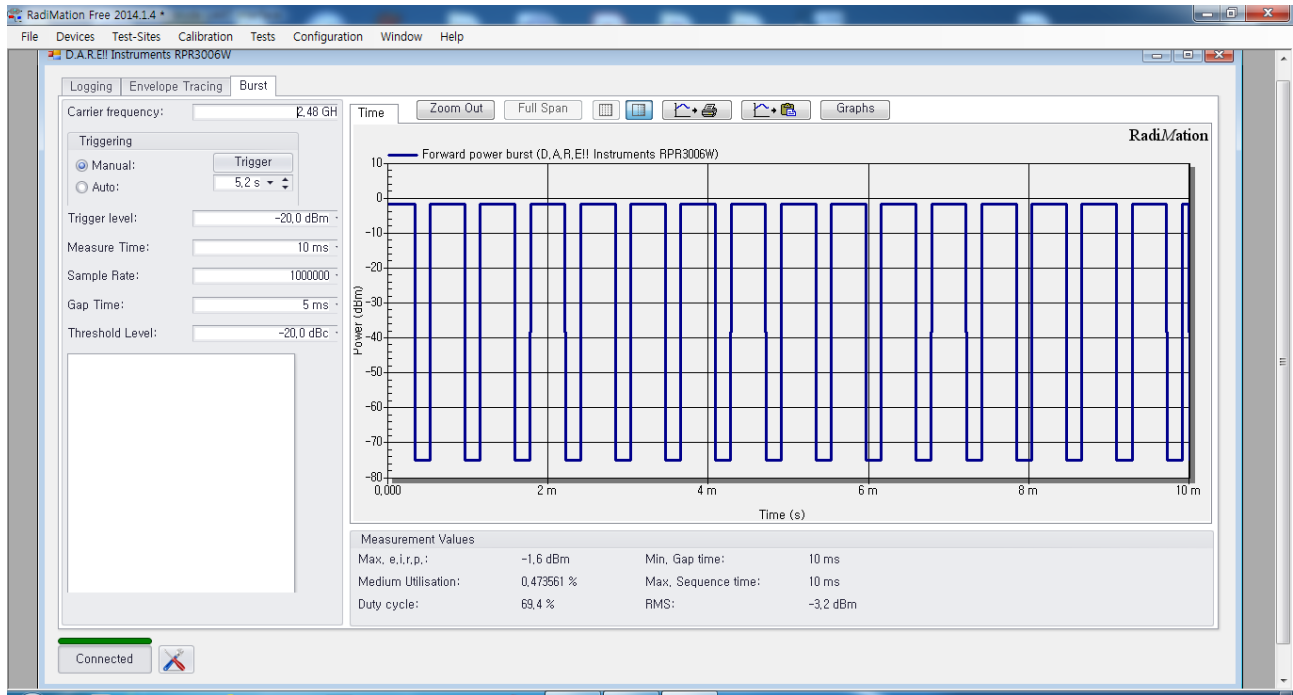 RadiMation Free 2014.1.4 *
File Devices Test-Sites Calibration Tests Configuration Window Help
D.A.R.E!! Instruments RPR3006W
Logging Envelope Tracing Burst
Carrier frequency: 2,48 GH
Triggering
Manual: Trigger
Auto: 5,2 s
Trigger level: -20,0 dBm
Measure Time: 10 ms
Sample Rate: 1000000
Gap Time: 5 ms
Threshold Level: -20,0 dBc
Time Zoom Out Full Span Graphs
RadiMation
Forward power burst (D,A,R,E!! Instruments RPR3006W)
Power (dBm)
10
0
-10
-20
-30
-40
-50
-60
-70
-80
0,000 2 m 4 m 6 m 8 m 10 m
Time (s)
Measurement Values
Max, e,i,r,p,: -1,6 dBm Min, Gap time: 10 ms
Medium Utilisation: 0,473561 % Max, Sequence time: 10 ms
Duty cycle: 69,4 % RMS: -3,2 dBm
Connected